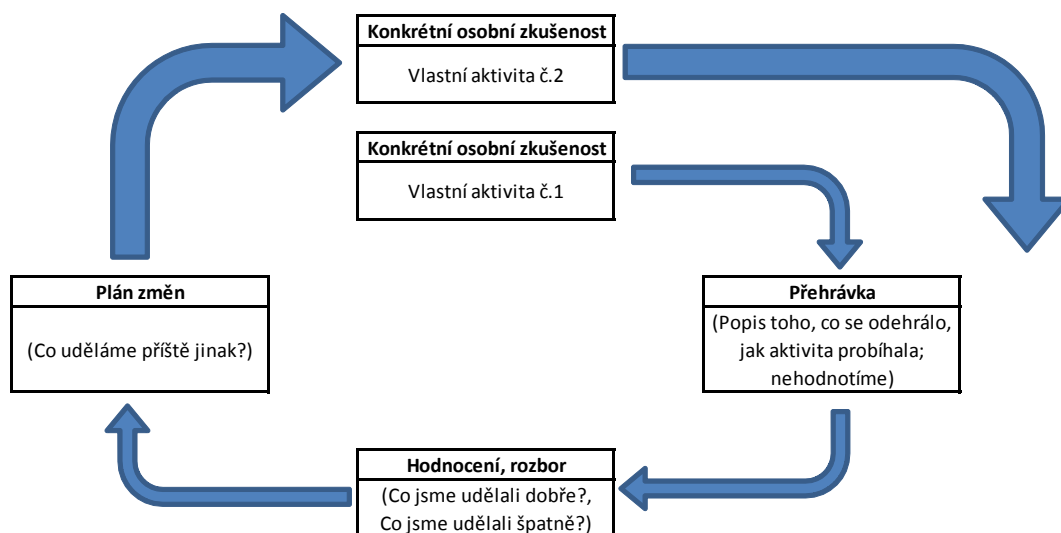 Konkrétní osobní zkušenost
Vlastní aktivita č.2
Konkrétní osobní zkušenost
Vlastní aktivita č.1
Plán změn
(Co uděláme příště jinak?)
Přehrávka
(Popis toho, co se odehrálo,
jak aktivita probíhala;
nehodnotíme)
Hodnocení, rozbor
(Co jsme udělali dobře?,
Co jsme udělali špatně?)